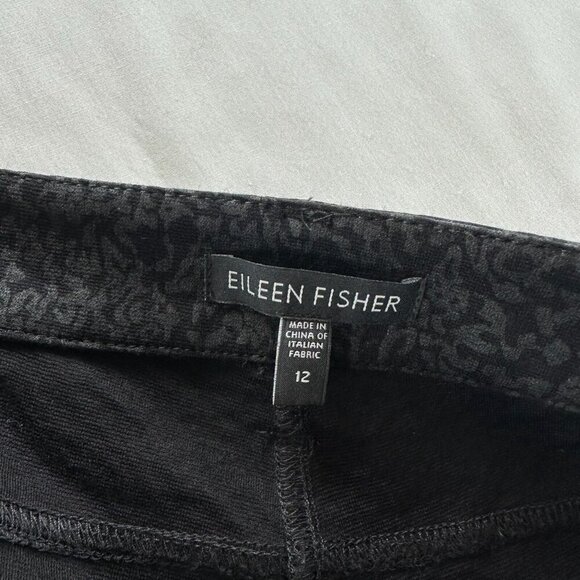 EILEEN FISHER
MADE IN
CHINA OF
ITALIAN
FABRIC
12